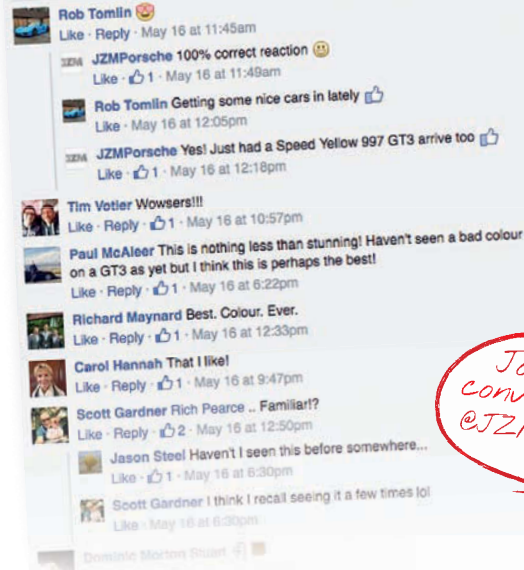 Rob Tomlin 😍
Like · Reply · May 16 at 11:45am
JZM JZMPorsche 100% correct reaction 😀
Like · 👍 1 · May 16 at 11:49am
Rob Tomlin Getting some nice cars in lately 👍
Like · May 16 at 12:05pm
JZM JZMPorsche Yes! Just had a Speed Yellow 997 GT3 arrive too 👍
Like · 👍 1 · May 16 at 12:18pm
Tim Votier Wowsers!!!
Like · Reply · 👍 1 · May 16 at 10:57pm
Paul McAleer This is nothing less than stunning! Haven't seen a bad colour
on a GT3 as yet but I think this is perhaps the best!
Like · Reply · 👍 1 · May 16 at 6:22pm
Richard Maynard Best. Colour. Ever.
Like · Reply · 👍 1 · May 16 at 12:33pm
Carol Hannah That I like!
Like · Reply · 👍 1 · May 16 at 9:47pm
Scott Gardner Rich Pearce .. Familiar!?
Like · Reply · 👍 2 · May 16 at 12:50pm
Jason Steel Haven't I seen this before somewhere...
Like · 👍 1 · May 16 at 6:30pm
Scott Gardner I think I recall seeing it a few times lol
Like · May 16 at 6:30pm
Dominic Morton Stuart
@JZM